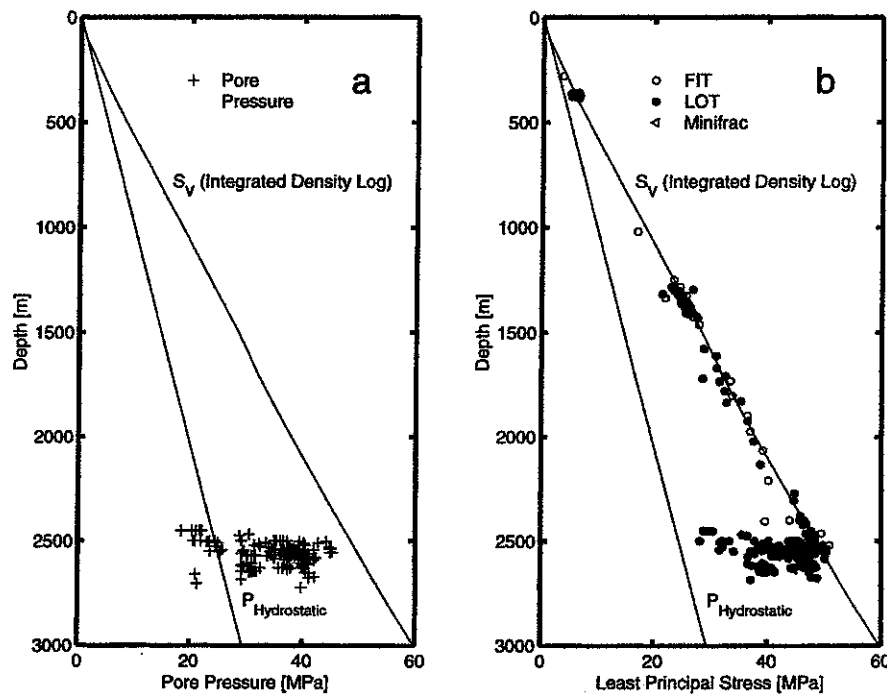 a
+ Pore
Pressure
S_V (Integrated Density Log)
P_Hydrostatic
0
500
1000
1500
2000
2500
3000
Depth [m]
0
20
40
60
Pore Pressure [MPa]
b
FIT
LOT
Minifrac
S_V (Integrated Density Log)
P_Hydrostatic
0
500
1000
1500
2000
2500
3000
Depth [m]
0
20
40
60
Least Principal Stress [MPa]